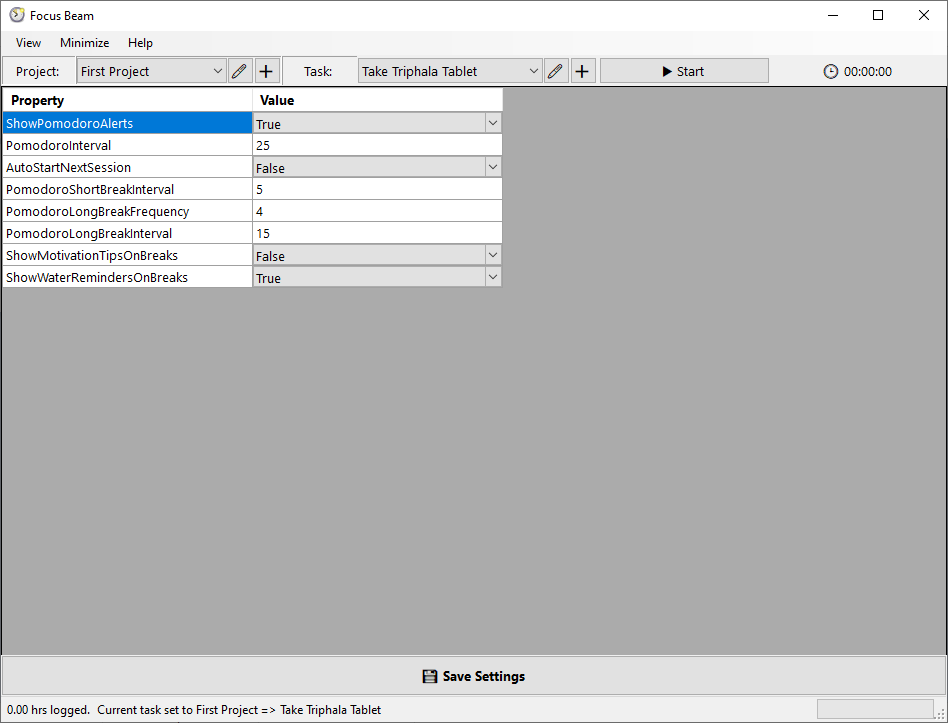 Focus Beam
View Minimize Help
Project: First Project Task: Take Triphala Tablet Start 00:00:00
Property Value
ShowPomodoroAlerts True
PomodoroInterval 25
AutoStartNextSession False
PomodoroShortBreakInterval 5
PomodoroLongBreakFrequency 4
PomodoroLongBreakInterval 15
ShowMotivationTipsOnBreaks False
ShowWaterRemindersOnBreaks True
Save Settings
0.00 hrs logged. Current task set to First Project => Take Triphala Tablet